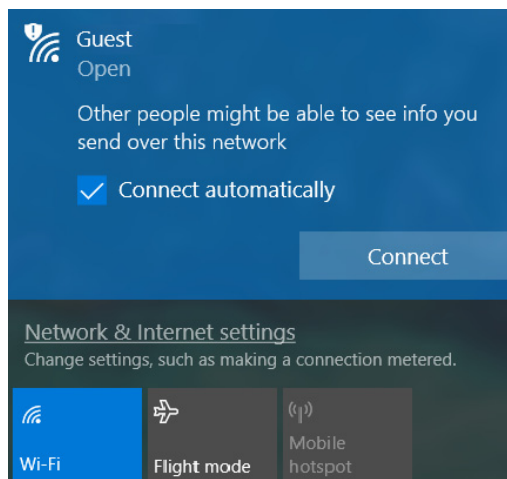 Guest
Open
Other people might be able to see info you
send over this network
Connect automatically
Connect
Network & Internet settings
Change settings, such as making a connection metered.
Wi-Fi
Flight mode
Mobile
hotspot